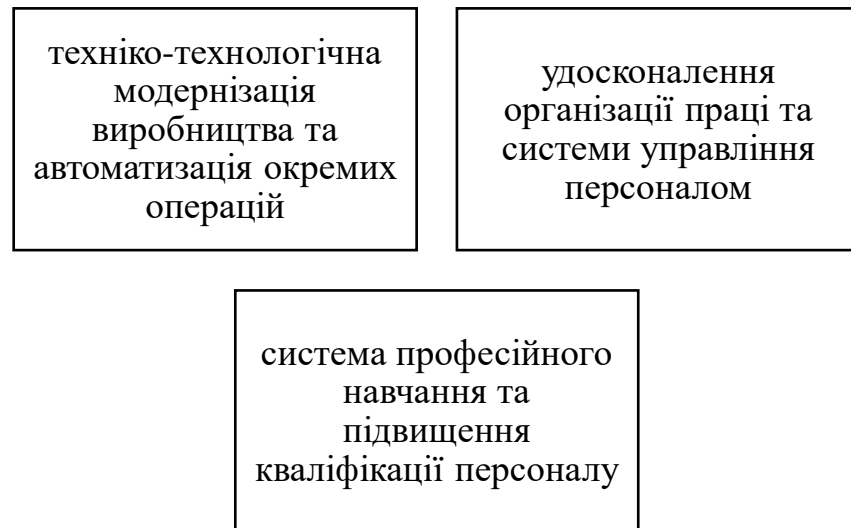 техніко-технологічна
модернізація
виробництва та
автоматизація окремих
операцій
удосконалення
організації праці та
системи управління
персоналом
система професійного
навчання та
підвищення
кваліфікації персоналу